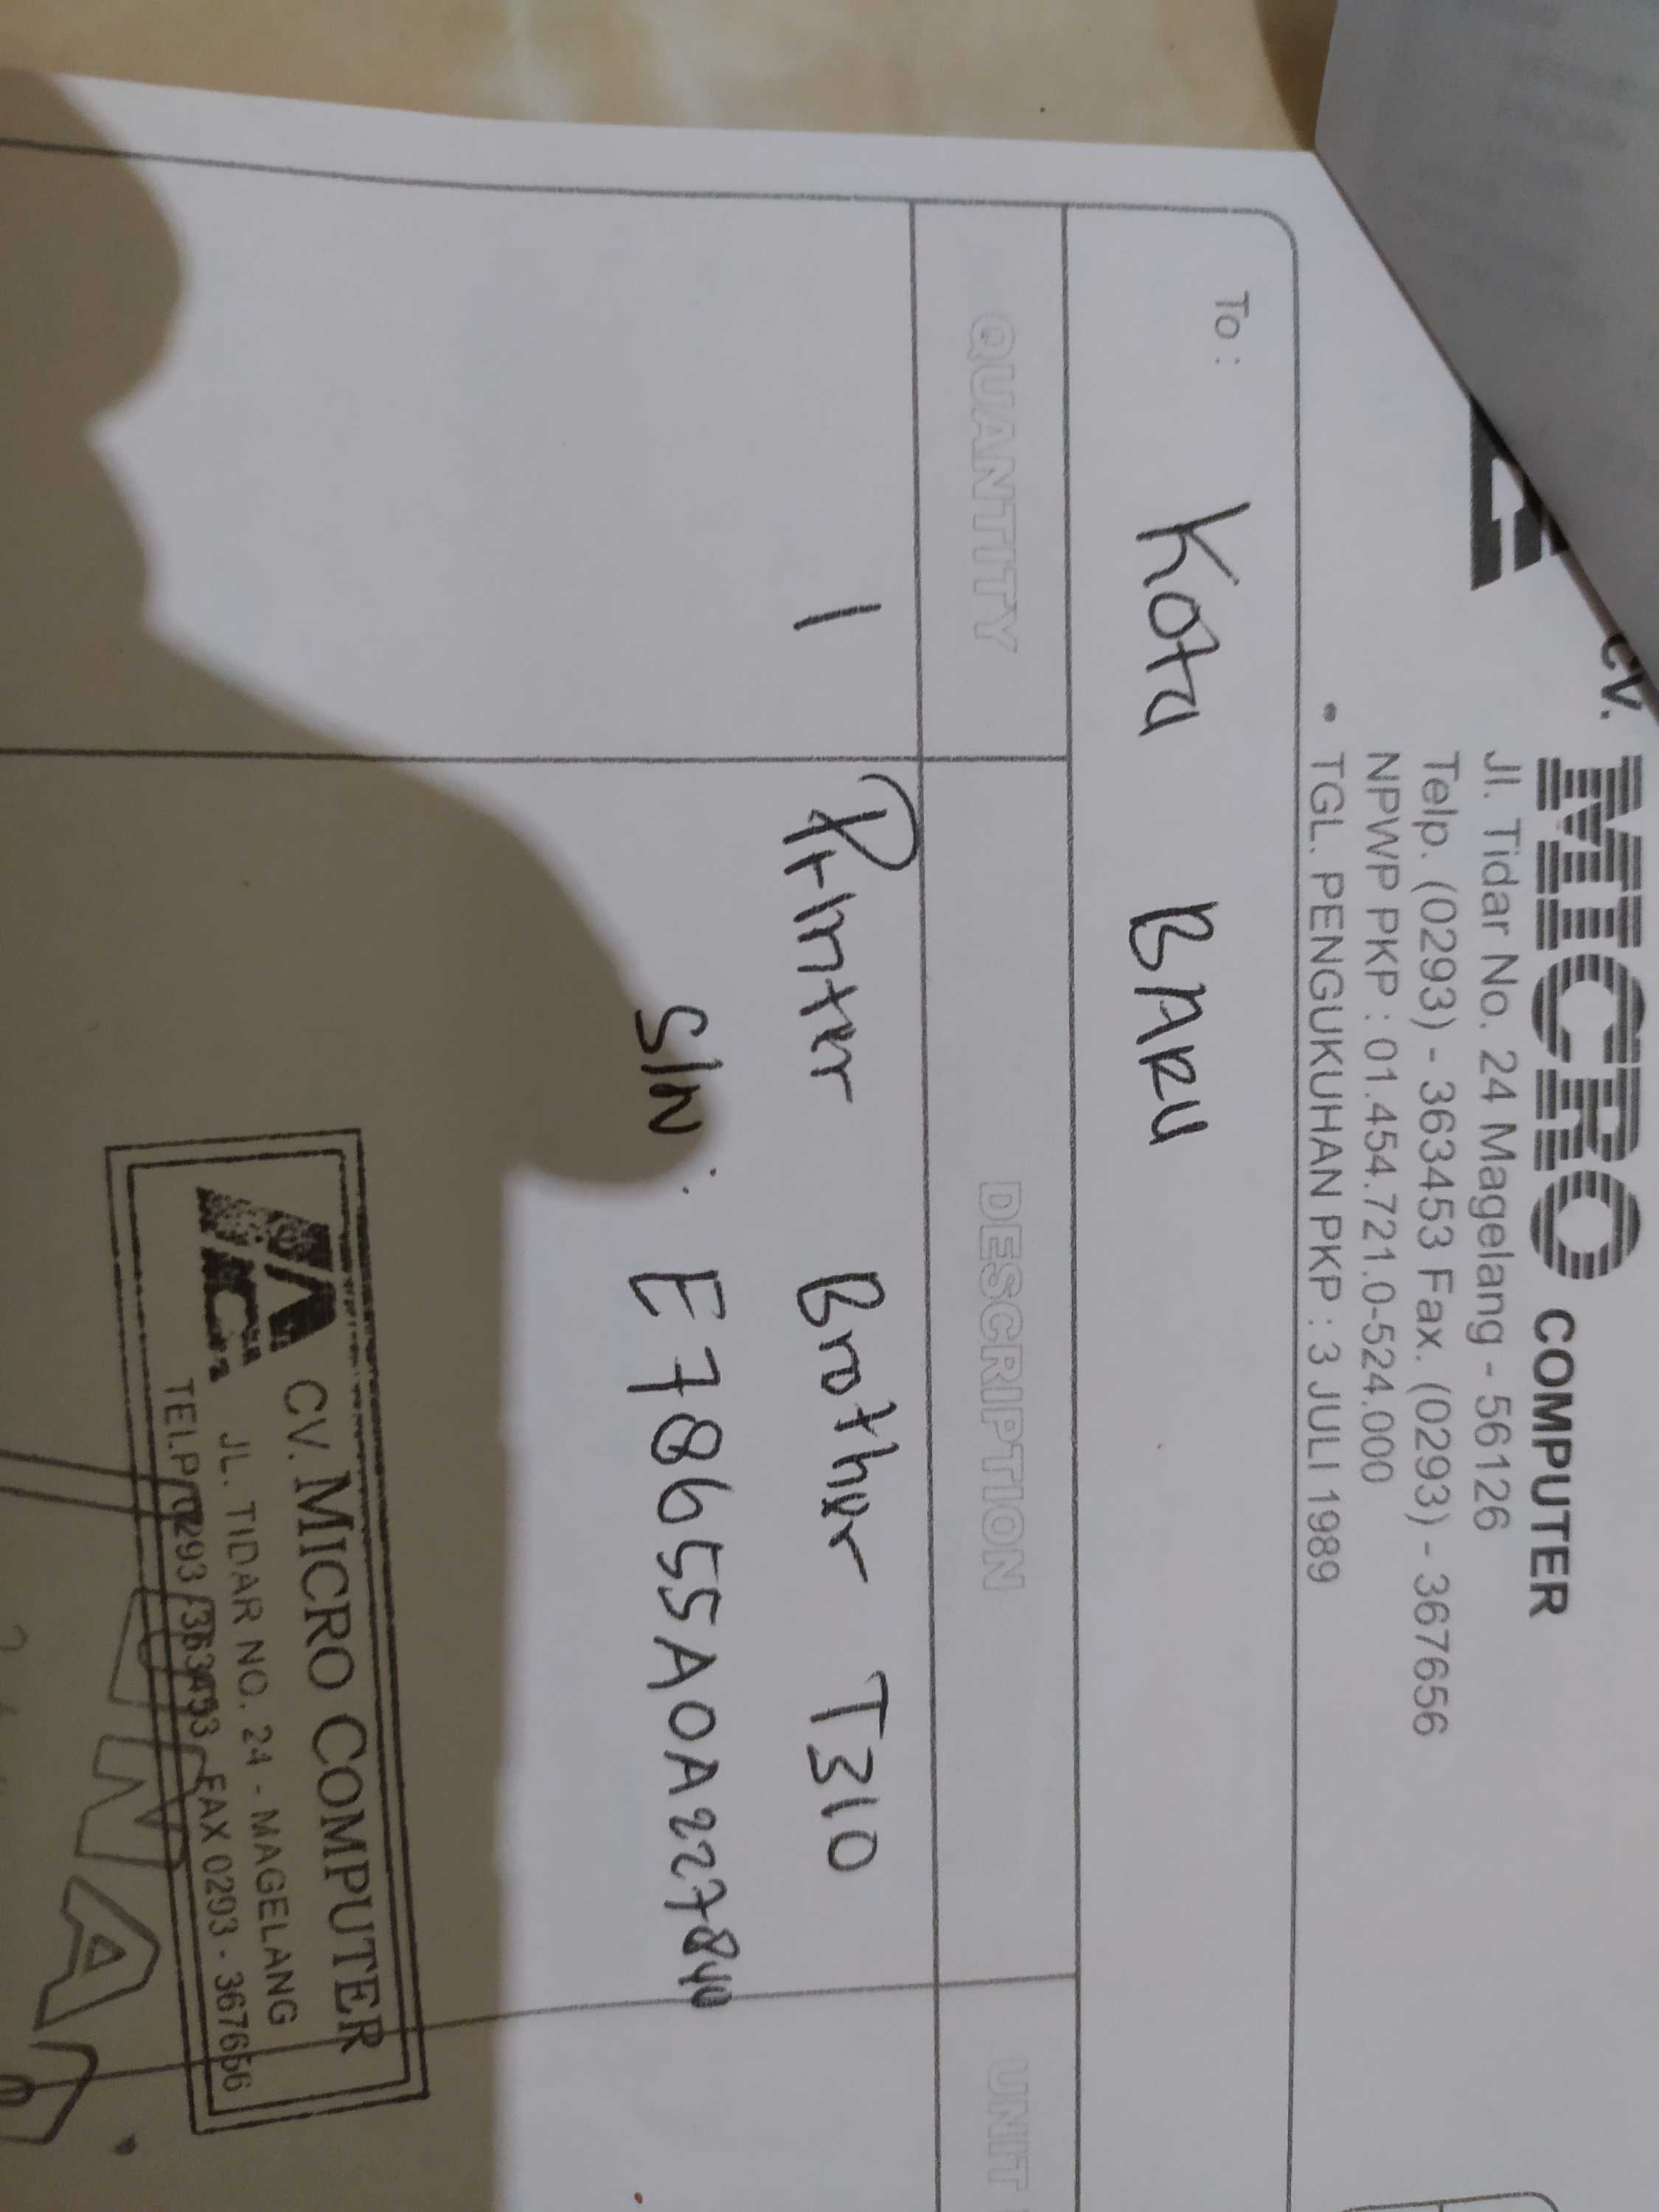 CV. MICRO COMPUTER
Jl. Tidar No. 24 Magelang - 56126
Telp. (0293) - 363453 Fax. (0293) - 367656
NPWP PKP : 01.454.721.0-524.000
• TGL. PENGUKUHAN PKP : 3 JULI 1989
To : Kota BARU
QUANTITY DESCRIPTION UNIT
1 Printer Brother T310
S/N : E78655A0A227840
CV. MICRO COMPUTER
JL. TIDAR NO. 24 - MAGELANG
TELP 0293 / 363453 FAX 0293 - 367656